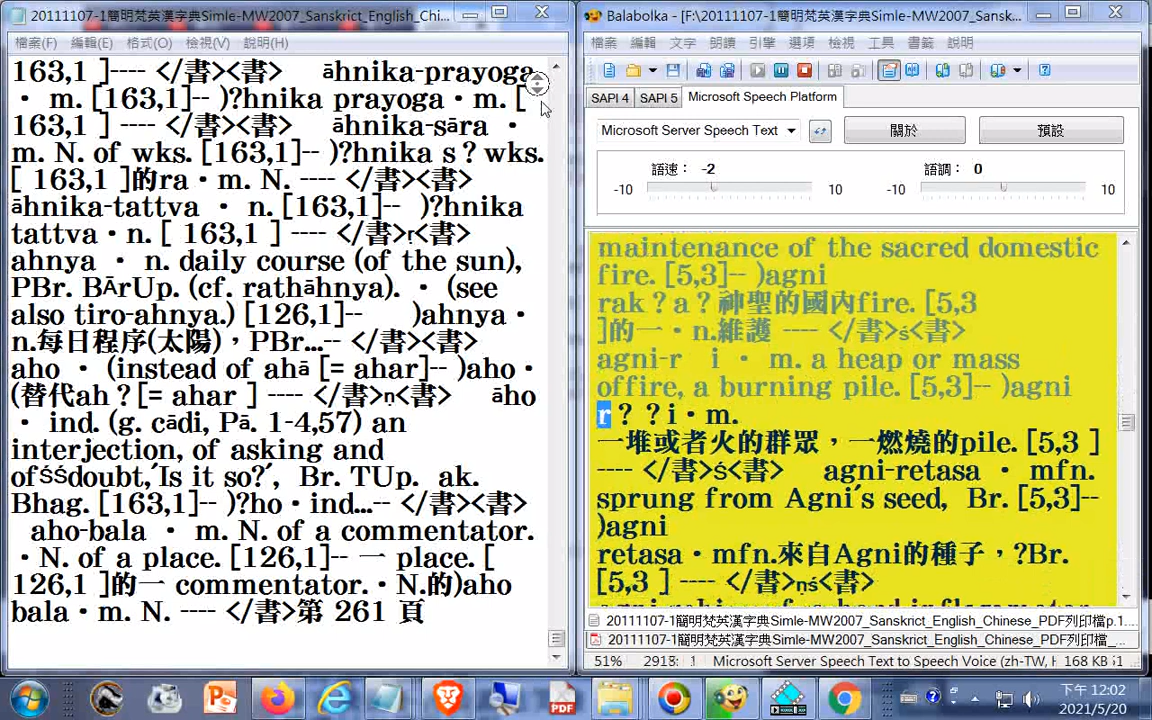 20111107-1簡明梵英漢字典Simle-MW2007_Sanskrict_English_Chi...
檔案(F) 編輯(E) 格式(O) 檢視(V) 說明(H)
163,1 ]---- </書><書> āhnika-prayoga
· m. [163,1]-- )?hnika prayoga·m. [
163,1 ] ---- </書><書> āhnika-sāra ·
m. N. of wks. [163,1]-- )?hnika s ? wks.
[ 163,1 ]的ra·m. N. ---- </書><書>
āhnika-tattva · n. [163,1]-- )?hnika
tattva·n. [ 163,1 ] ---- </書>ṛ<書>
ahnya · n. daily course (of the sun),
PBr. BĀrUp. (cf. rathāhnya). · (see
also tiro-ahnya.) [126,1]-- )ahnya·
n.每日程序(太陽)，PBr...-- </書><書>
aho · (instead of ahā [= ahar]-- )aho·
(替代ah ? [= ahar ] ---- </書>ṇ<書> āho
· ind. (g. cādi, Pā. 1-4,57) an
interjection, of asking and
ofśśdoubt,'Is it so?', Br. TUp. ak.
Bhag. [163,1]-- )?ho·ind...-- </書><書>
aho-bala · m. N. of a commentator.
· N. of a place. [126,1]-- 一 place. [
126,1 ]的一 commentator.·N.的)aho
bala·m. N. ---- </書>第 261 頁
Balabolka - [F:\20111107-1簡明梵英漢字典Simle-MW2007_Sansk...
檔案 編輯 文字 朗讀 引擎 選項 檢視 工具 書籤 說明
SAPI 4 SAPI 5 Microsoft Speech Platform
Microsoft Server Speech Text 關於 預設
語速： -2 語調： 0
-10 10 -10 10
maintenance of the sacred domestic
fire. [5,3]-- )agni
rak ? a ? 神聖的國內fire. [5,3
]的一·n.維護 ---- </書>ś<書>
agni-r i · m. a heap or mass
offire, a burning pile. [5,3]-- )agni
r ? ? i·m.
一堆或者火的群眾，一燃燒的pile. [5,3 ]
---- </書>ś<書> agni-retasa · mfn.
sprung from Agni's seed, Br. [5,3]--
)agni
retasa·mfn.來自Agni的種子，?Br.
[5,3 ] ---- </書>ṇś<書>
20111107-1簡明梵英漢字典Simle-MW2007_Sanskrict_English_Chinese_PDF列印檔p.1...
20111107-1簡明梵英漢字典Simle-MW2007_Sanskrict_English_Chinese_PDF列印檔_...
51% 2918: 1 Microsoft Server Speech Text to Speech Voice (zh-TW, H 168 KB
下午 12:02
2021/5/20